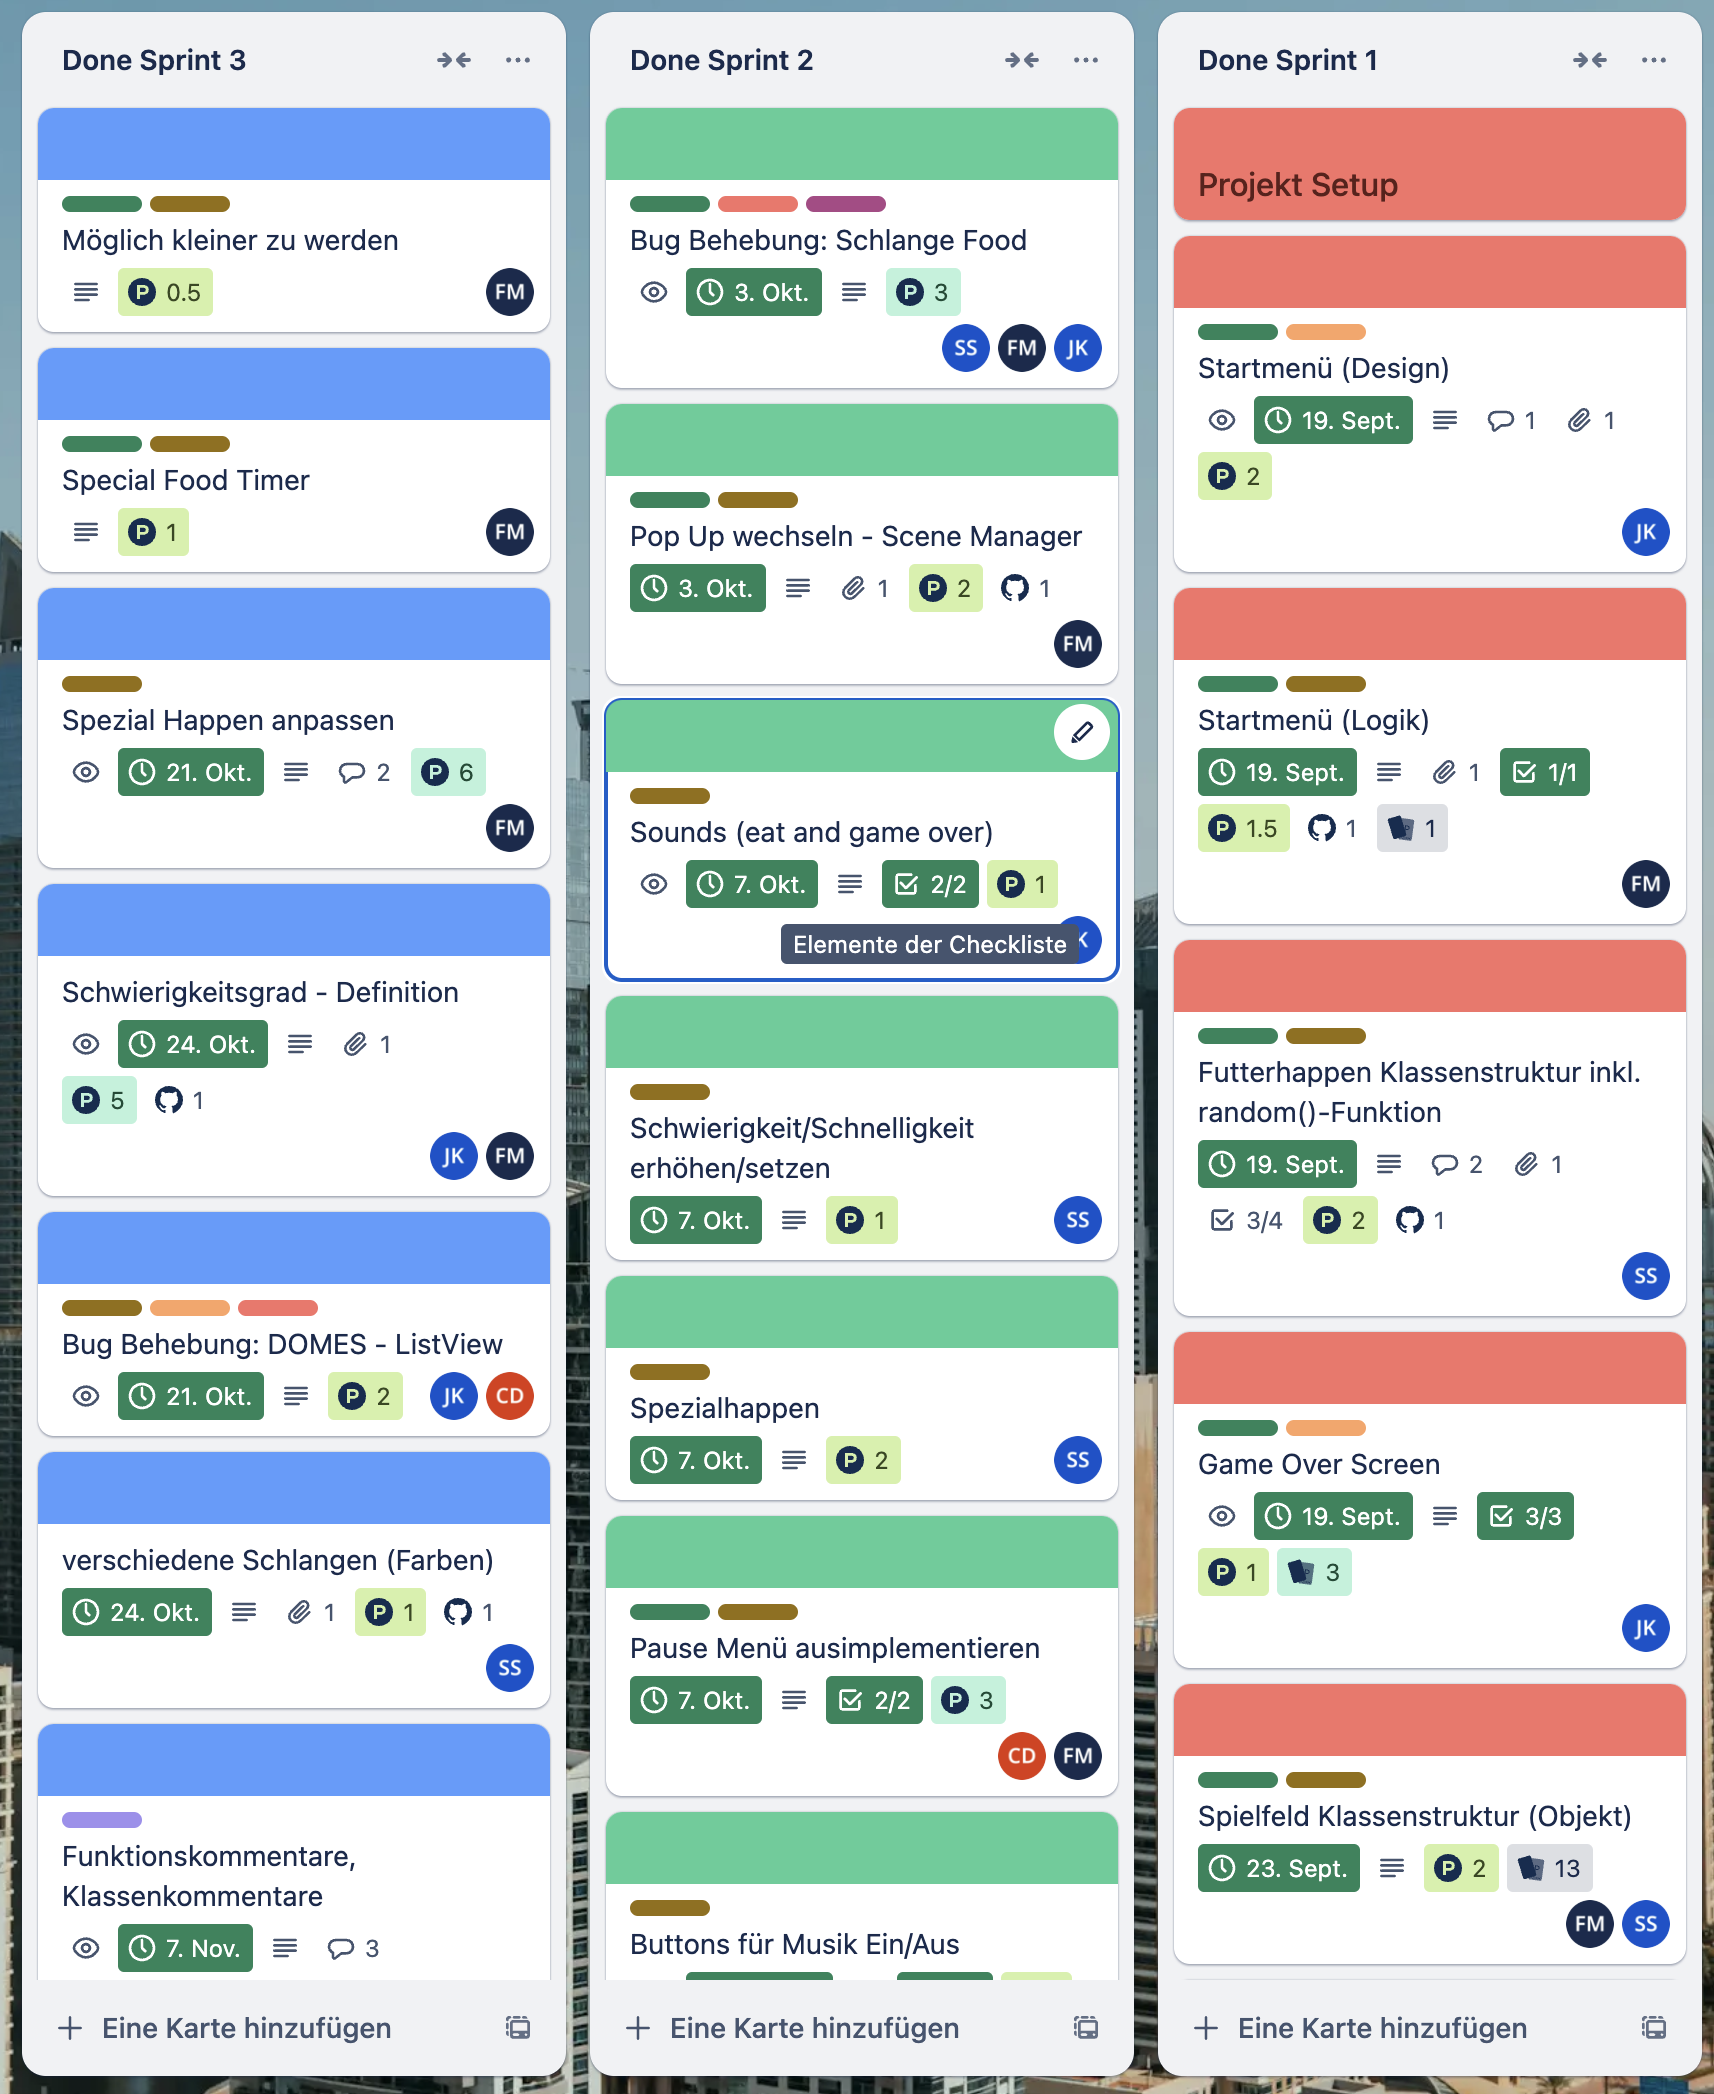 Done Sprint 3
Möglich kleiner zu werden
P 0.5
FM
Special Food Timer
P 1
FM
Spezial Happen anpassen
21. Okt.
2
P 6
FM
Schwierigkeitsgrad - Definition
24. Okt.
1
P 5
1
JK FM
Bug Behebung: DOMES - ListView
21. Okt.
P 2
JK CD
verschiedene Schlangen (Farben)
24. Okt.
1
P 1
1
SS
Funktionskommentare,
Klassenkommentare
7. Nov.
3
+ Eine Karte hinzufügen
Done Sprint 2
Bug Behebung: Schlange Food
3. Okt.
P 3
SS FM JK
Pop Up wechseln - Scene Manager
3. Okt.
1
P 2
1
FM
Sounds (eat and game over)
7. Okt.
2/2
P 1
Elemente der Checkliste
K
Schwierigkeit/Schnelligkeit
erhöhen/setzen
7. Okt.
P 1
SS
Spezialhappen
7. Okt.
P 2
SS
Pause Menü ausimplementieren
7. Okt.
2/2
P 3
CD FM
Buttons für Musik Ein/Aus
+ Eine Karte hinzufügen
Done Sprint 1
Projekt Setup
Startmenü (Design)
19. Sept.
1
1
P 2
JK
Startmenü (Logik)
19. Sept.
1
1/1
P 1.5
1
1
FM
Futterhappen Klassenstruktur inkl.
random()-Funktion
19. Sept.
2
1
3/4
P 2
1
SS
Game Over Screen
19. Sept.
3/3
P 1
3
JK
Spielfeld Klassenstruktur (Objekt)
23. Sept.
P 2
13
FM SS
+ Eine Karte hinzufügen